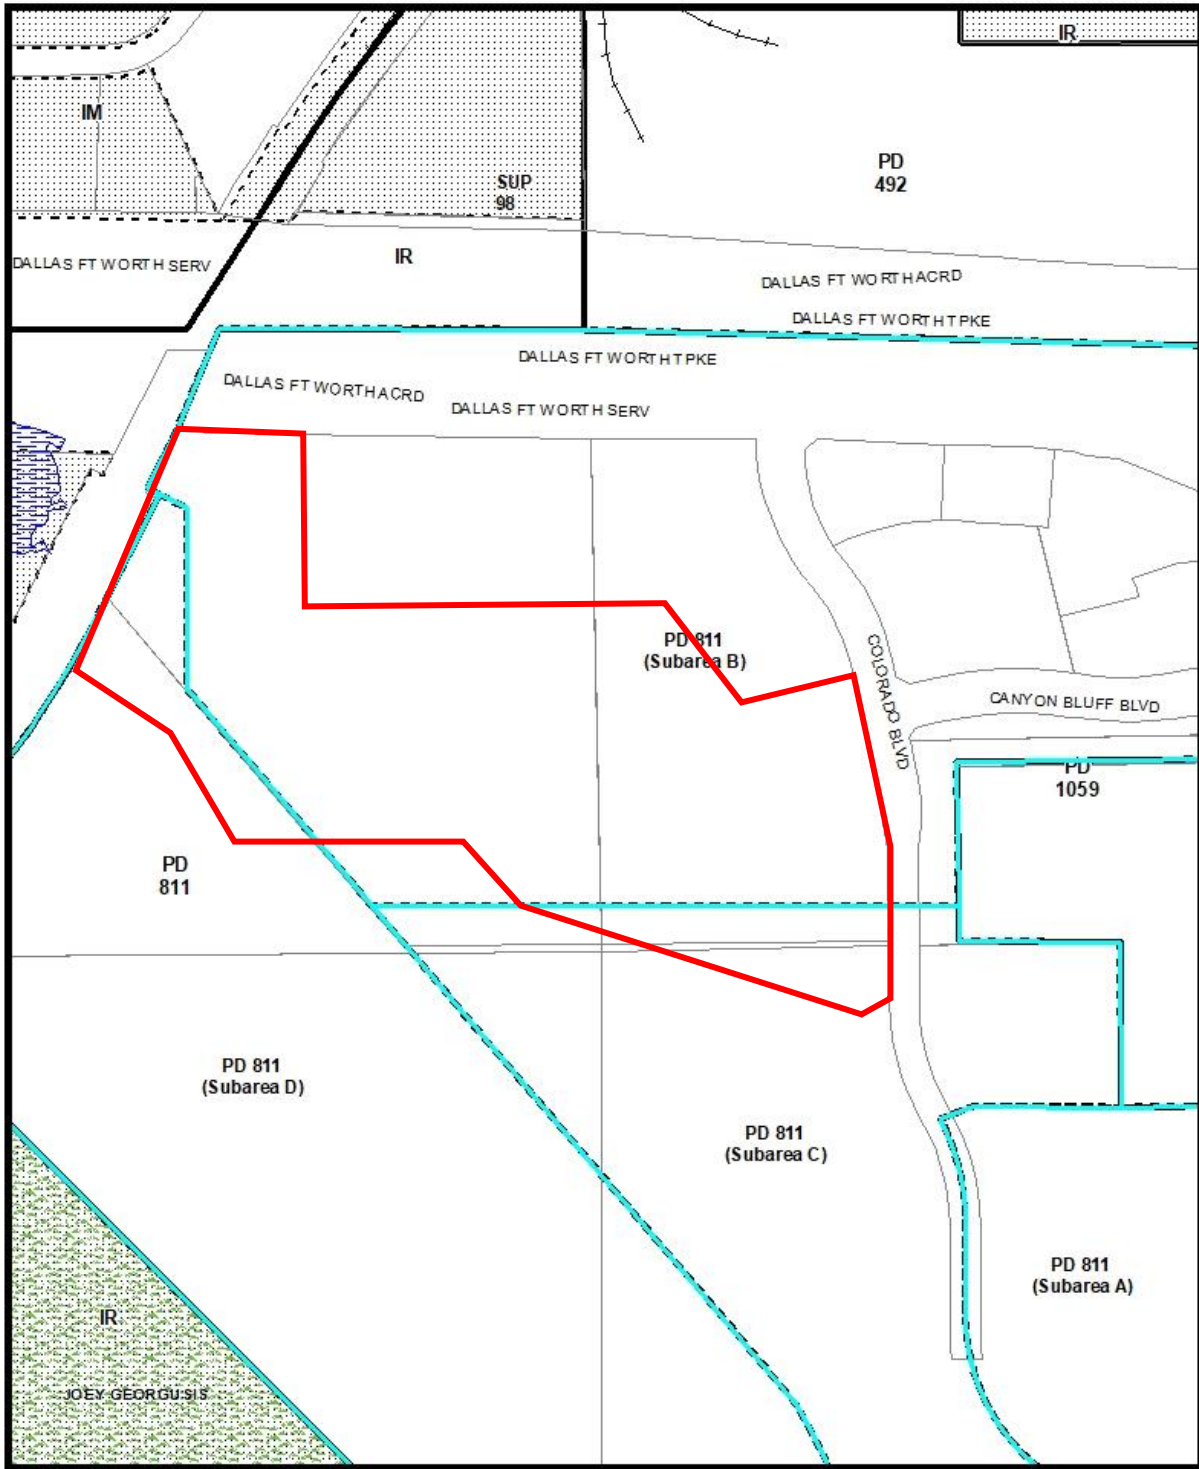 IR
IM
PD
492
SUP
98
DALLAS FT WORTH SERV
IR
DALLAS FT WORTH ACRD
DALLAS FT WORTH TPKE
DALLAS FT WORTH TPKE
DALLAS FT WORTH ACRD
DALLAS FT WORTH SERV
PD 811
(Subarea B)
COLORADO BLVD
CANYON BLUFF BLVD
PD
1059
PD
811
PD 811
(Subarea D)
PD 811
(Subarea C)
PD 811
(Subarea A)
IR
JOEY GEORGUSIS